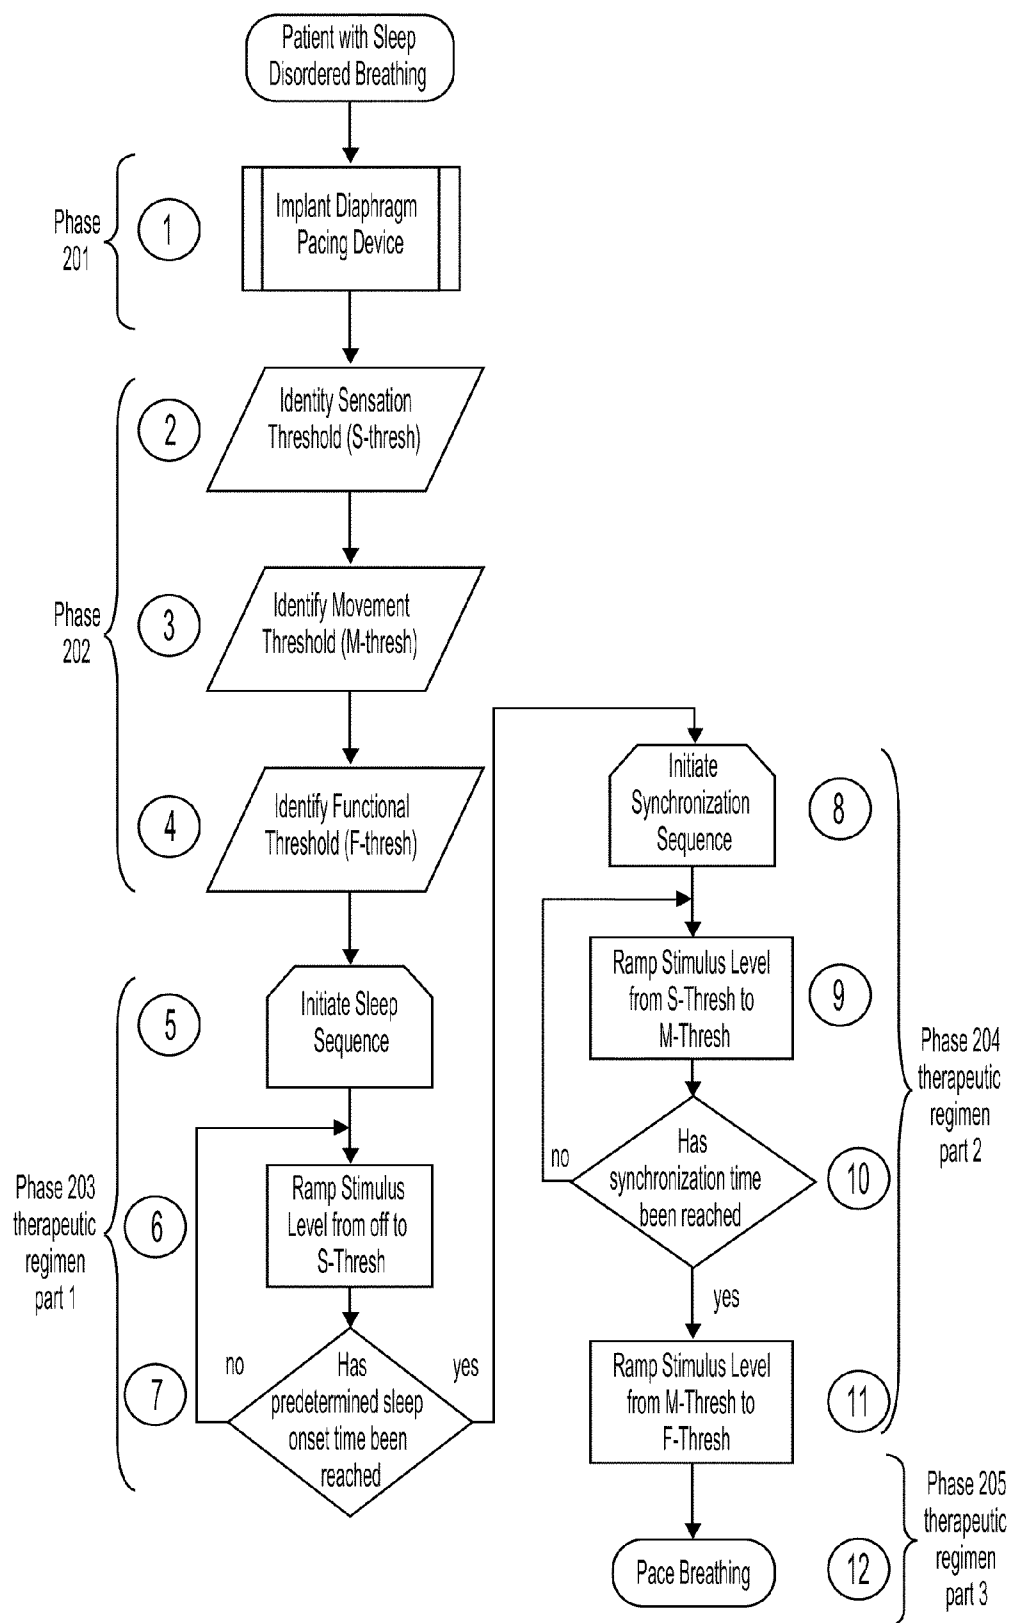 Patient with Sleep
Disordered Breathing
Phase
201
1
Implant Diaphragm
Pacing Device
Phase
202
2
Identity Sensation
Threshold (S-thresh)
3
Identify Movement
Threshold (M-thresh)
4
Identify Functional
Threshold (F-thresh)
Phase 203
therapeutic
regimen
part 1
5
Initiate Sleep
Sequence
6
Ramp Stimulus
Level from off to
S-Thresh
7
no
Has
predetermined sleep
onset time been
reached
yes
Initiate
Synchronization
Sequence
8
Ramp Stimulus Level
from S-Thresh to
M-Thresh
9
no
Has
synchronization time
been reached
10
yes
Ramp Stimulus Level
from M-Thresh to
F-Thresh
11
Phase 204
therapeutic
regimen
part 2
Pace Breathing
12
Phase 205
therapeutic
regimen
part 3